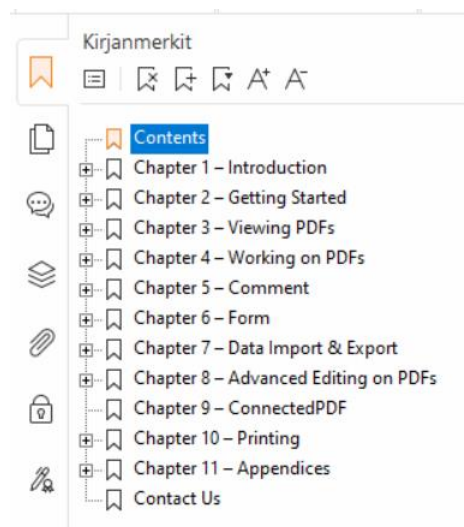 Kirjanmerkit
A+ A-
Contents
Chapter 1 – Introduction
Chapter 2 – Getting Started
Chapter 3 – Viewing PDFs
Chapter 4 – Working on PDFs
Chapter 5 – Comment
Chapter 6 – Form
Chapter 7 – Data Import & Export
Chapter 8 – Advanced Editing on PDFs
Chapter 9 – ConnectedPDF
Chapter 10 – Printing
Chapter 11 – Appendices
Contact Us